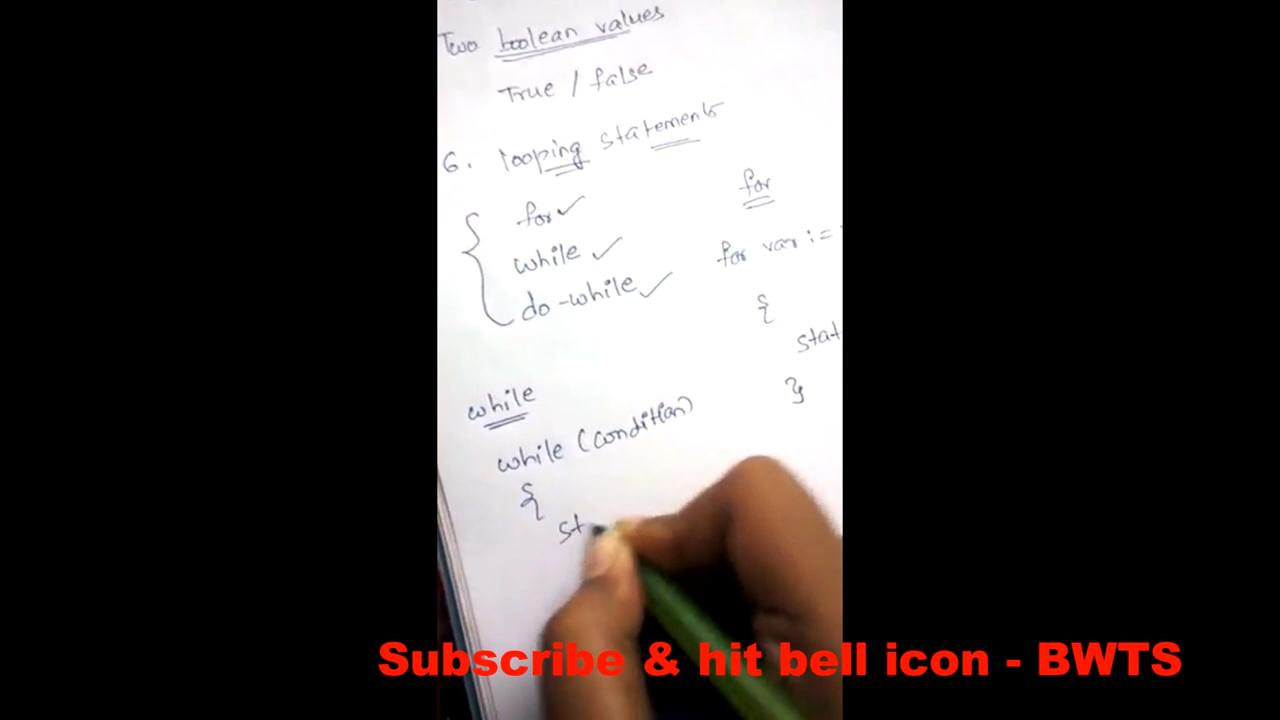 Two boolean values
True / false
6. looping statements
for
while
do-while
for
for var :=
{
stat
}
while
while (condition)
{
st
Subscribe & hit bell icon - BWTS